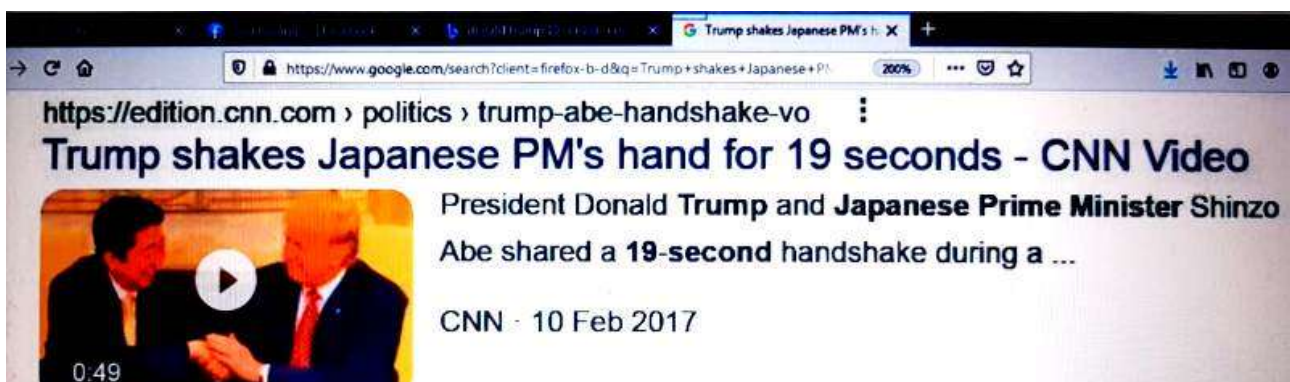 Trump shakes Japanese PM's h
https://www.google.com/search?client=firefox-b-d&q=Trump+shakes+Japanese+P
200%
https://edition.cnn.com › politics › trump-abe-handshake-vo
Trump shakes Japanese PM's hand for 19 seconds - CNN Video
President Donald Trump and Japanese Prime Minister Shinzo
Abe shared a 19-second handshake during a ...
CNN · 10 Feb 2017
0:49